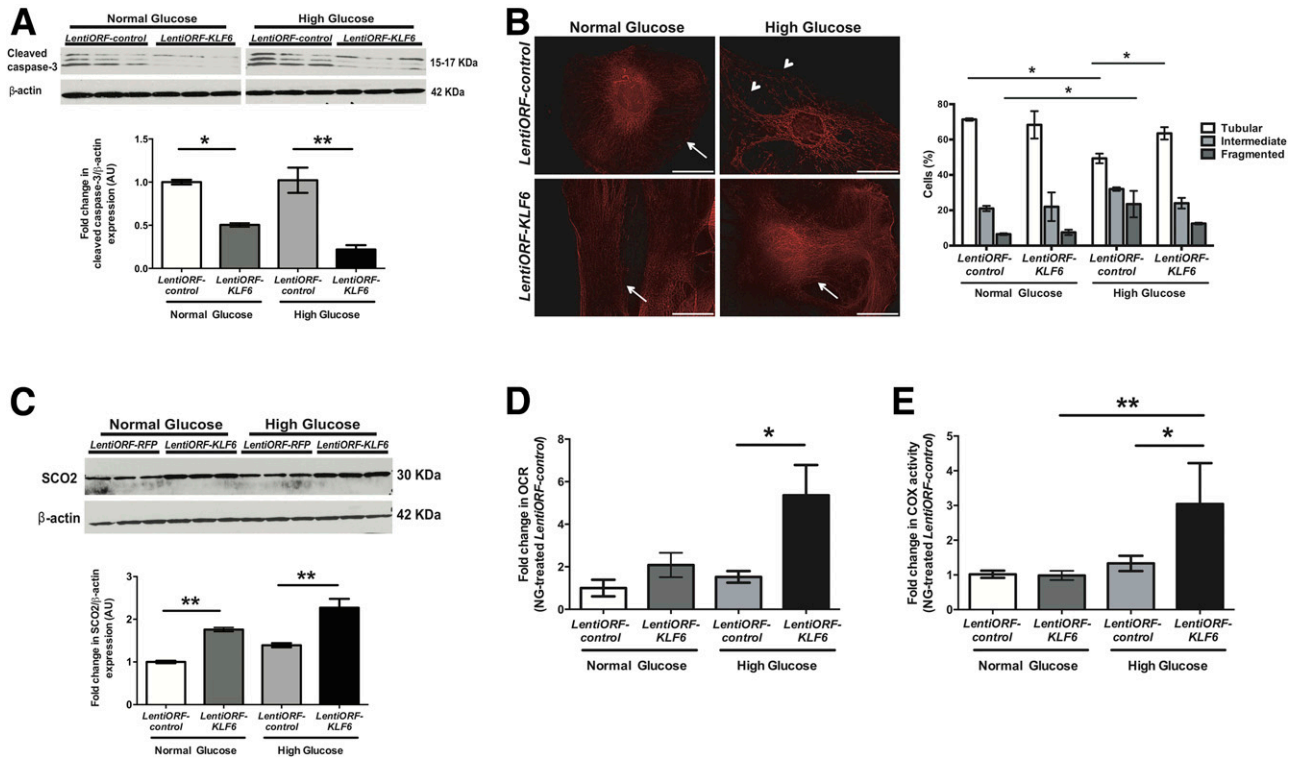 A
Normal Glucose High Glucose
LentiORF-control LentiORF-KLF6 LentiORF-control LentiORF-KLF6
Cleaved
caspase-3
15-17 KDa
β-actin
42 KDa
Fold change in
cleaved caspase-3/β-actin
expression (AU)
1.5
1.0
0.5
0.0
* **
LentiORF-
control
LentiORF-
KLF6
LentiORF-
control
LentiORF-
KLF6
Normal Glucose High Glucose
B
Normal Glucose High Glucose
LentiORF-control
LentiORF-KLF6
*
*
*
Cells (%)
80
60
40
20
0
Tubular
Intermediate
Fragmented
LentiORF-
control
LentiORF-
KLF6
LentiORF-
control
LentiORF-
KLF6
Normal Glucose High Glucose
C
Normal Glucose High Glucose
LentiORF-RFP LentiORF-KLF6 LentiORF-RFP LentiORF-KLF6
SCO2
30 KDa
β-actin
42 KDa
Fold change in SCO2/β-actin
expression (AU)
3
2
1
0
** **
LentiORF-
control
LentiORF-
KLF6
LentiORF-
control
LentiORF-
KLF6
Normal Glucose High Glucose
D
Fold change in OCR
(NG-treated LentiORF-control)
8
6
4
2
0
*
LentiORF-
control
LentiORF-
KLF6
LentiORF-
control
LentiORF-
KLF6
Normal Glucose High Glucose
E
Fold change in COX activity
(NG-treated LentiORF-control)
5
4
3
2
1
0
**
*
LentiORF-
control
LentiORF-
KLF6
LentiORF-
control
LentiORF-
KLF6
Normal Glucose High Glucose